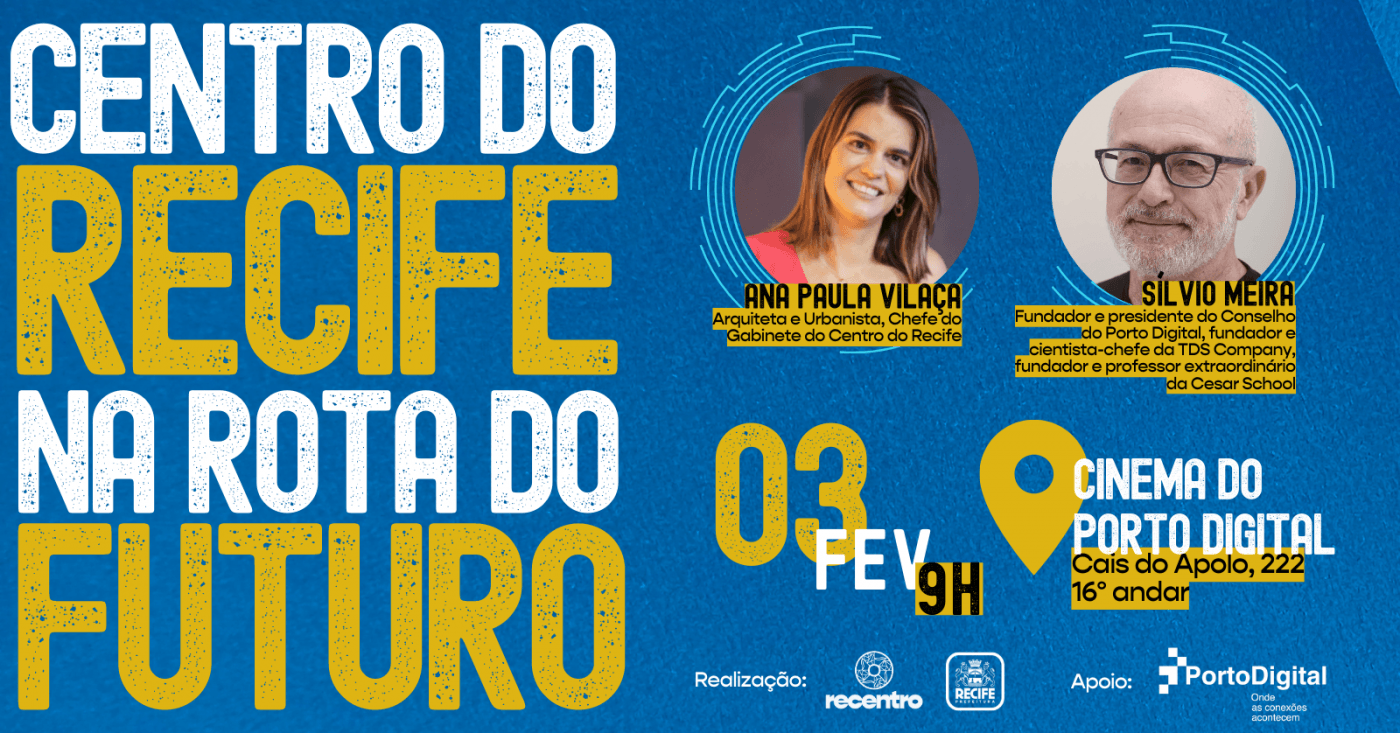 CENTRO DO
RECIFE
NA ROTA DO
FUTURO
ANA PAULA VILAÇA
Arquiteta e Urbanista, Chefe do
Gabinete do Centro do Recife
SÍLVIO MEIRA
Fundador e presidente do Conselho
do Porto Digital, fundador e
cientista-chefe da TDS Company,
fundador e professor extraordinário
da Cesar School
03
FEV
9H
CINEMA DO
PORTO DIGITAL
Cais do Apolo, 222
16° andar
Realização:
recentro
RECIFE
PREFEITURA
Apoio:
PortoDigital
Onde
as conexões
acontecem